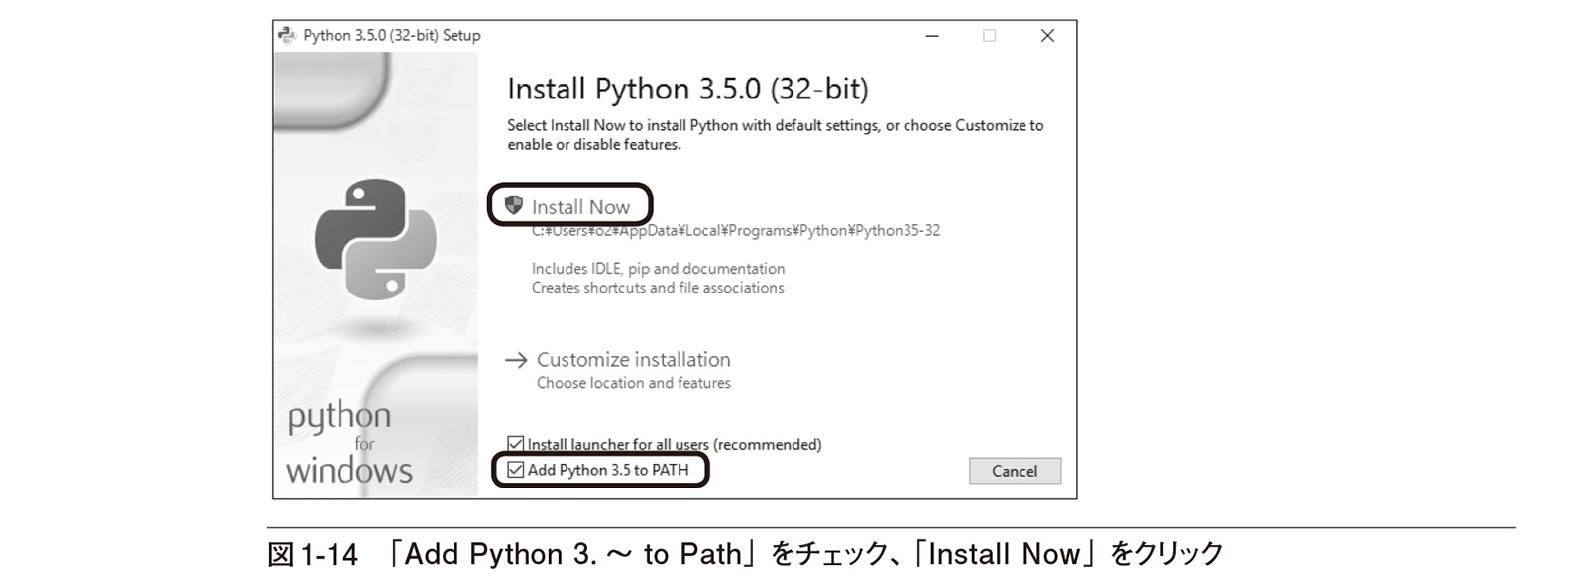 Python 3.5.0 (32-bit) Setup
Install Python 3.5.0 (32-bit)
Select Install Now to install Python with default settings, or choose Customize to
enable or disable features.
Install Now
C:¥Users¥o2¥AppData¥Local¥Programs¥Python¥Python35-32
Includes IDLE, pip and documentation
Creates shortcuts and file associations
Customize installation
Choose location and features
python
for
windows
Install launcher for all users (recommended)
Add Python 3.5 to PATH
Cancel
図1-14 「Add Python 3. ～ to Path」をチェック、「Install Now」をクリック